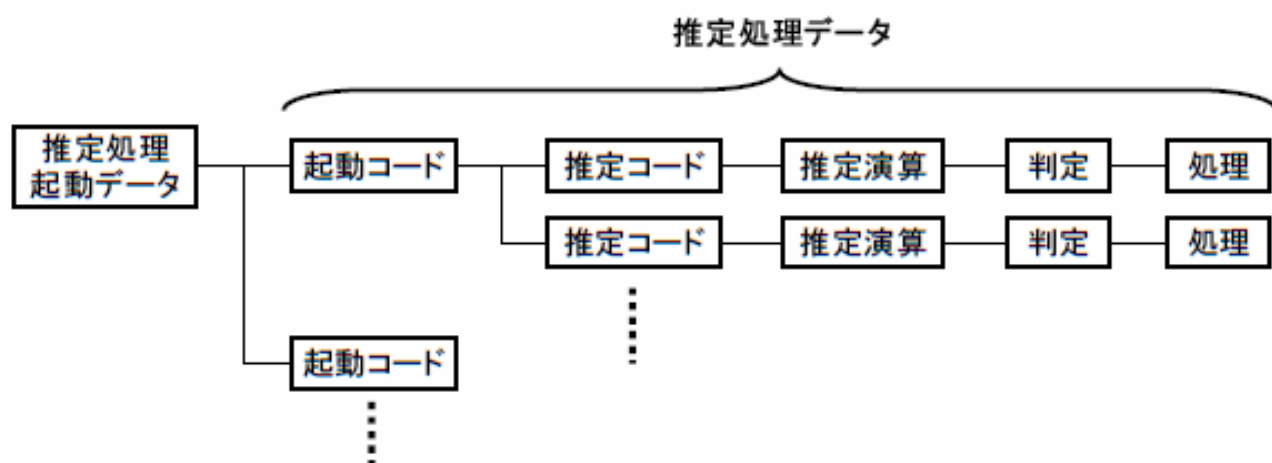 推定処理データ
推定処理
起動データ
起動コード
推定コード
推定演算
判定
処理
推定コード
推定演算
判定
処理
起動コード